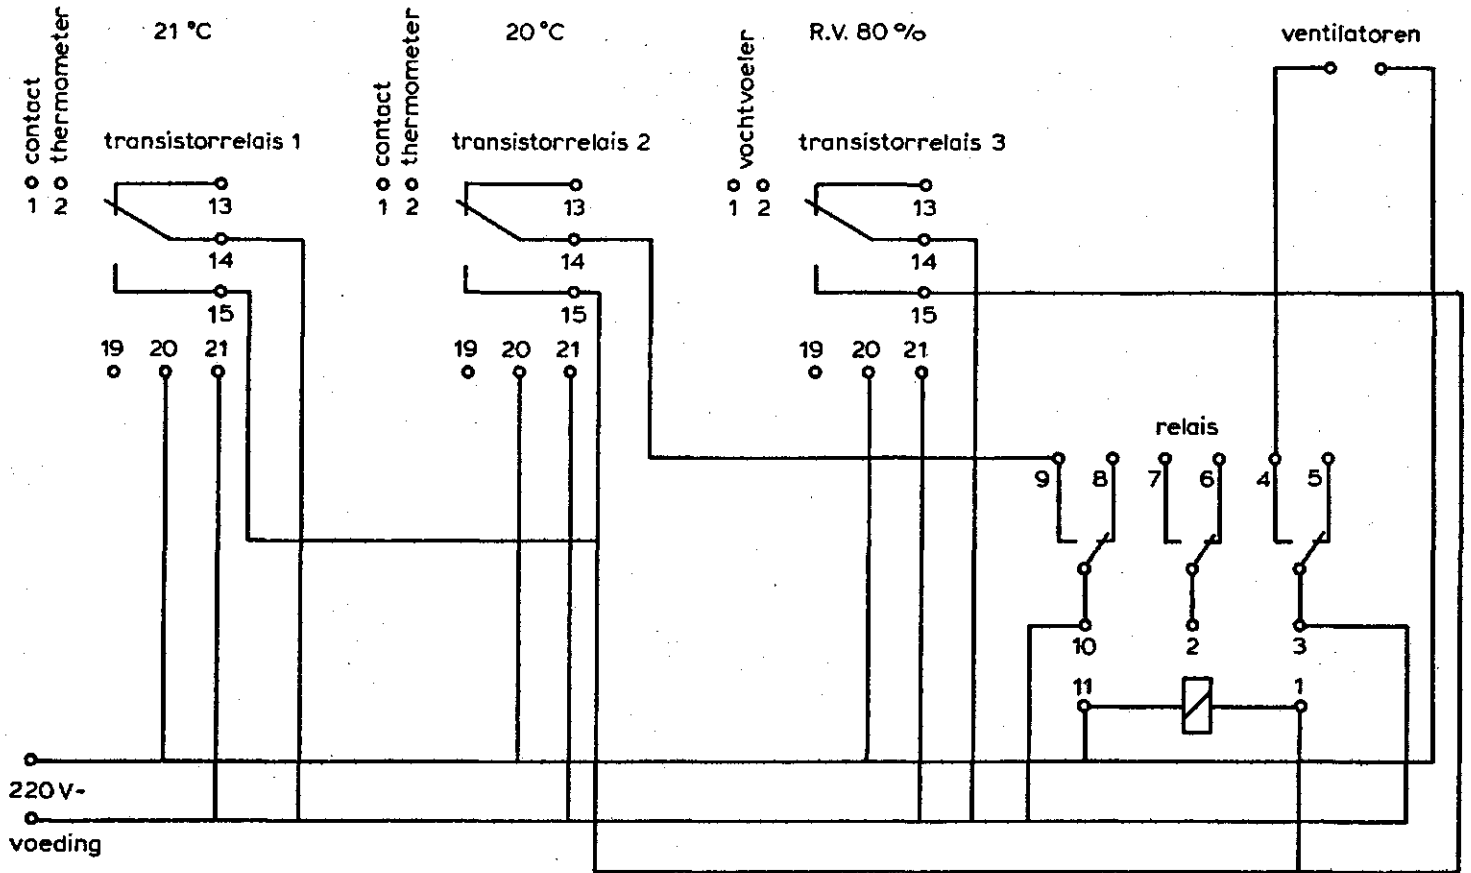 21 °C
20 °C
R.V. 80 %
ventilatoren
1 o contact
2 o thermometer
transistorrelais 1
1 o contact
2 o thermometer
transistorrelais 2
1 2 vochtvoeler
transistorrelais 3
13
14
15
19 20 21
13
14
15
19 20 21
13
14
15
19 20 21
relais
9 8 7 6 4 5
10 2 3
11 1
220 V~
voeding